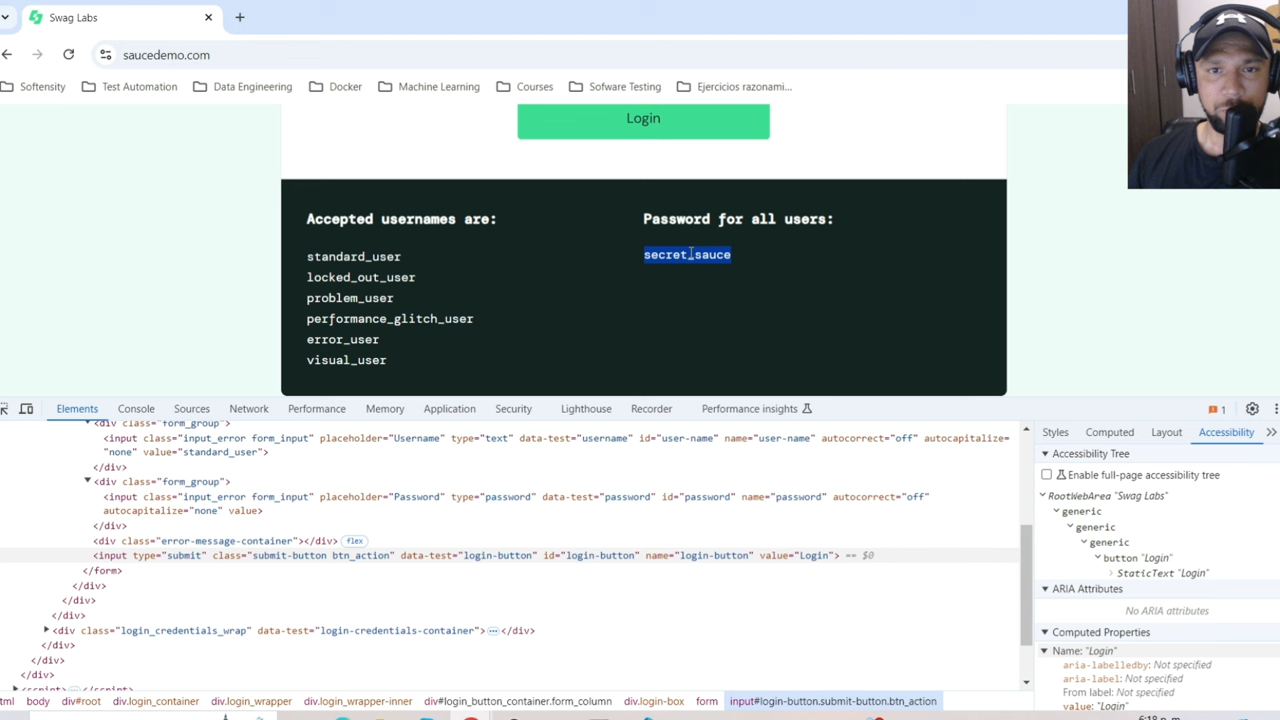 Swag Labs
saucedemo.com
Softensity
Test Automation
Data Engineering
Docker
Machine Learning
Courses
Sofware Testing
Ejercicios razonami...
Login
Accepted usernames are:
standard_user
locked_out_user
problem_user
performance_glitch_user
error_user
visual_user
Password for all users:
secret_sauce
Elements Console Sources Network Performance Memory Application Security Lighthouse Recorder Performance insights 1
<div class="form_group">
<input class="input_error form_input" placeholder="Username" type="text" data-test="username" id="user-name" name="user-name" autocorrect="off" autocapitalize=
"none" value="standard_user">
</div>
<div class="form_group">
<input class="input_error form_input" placeholder="Password" type="password" data-test="password" id="password" name="password" autocorrect="off"
autocapitalize="none" value>
</div>
<div class="error-message-container"></div> flex
<input type="submit" class="submit-button btn_action" data-test="login-button" id="login-button" name="login-button" value="Login"> == $0
</form>
</div>
</div>
</div>
<div class="login_credentials_wrap" data-test="login-credentials-container">…</div>
</div>
</div>
</div>
<script>…</script>
tml body div#root div.login_container div.login_wrapper div.login_wrapper-inner div#login_button_container.form_column div.login-box form input#login-button.submit-button.btn_action
Styles Computed Layout Accessibility
Accessibility Tree
Enable full-page accessibility tree
RootWebArea "Swag Labs"
generic
generic
generic
button "Login"
StaticText "Login"
ARIA Attributes
No ARIA attributes
Computed Properties
Name: "Login"
aria-labelledby: Not specified
aria-label: Not specified
From label: Not specified
value: "Login"
6:18 p. m.